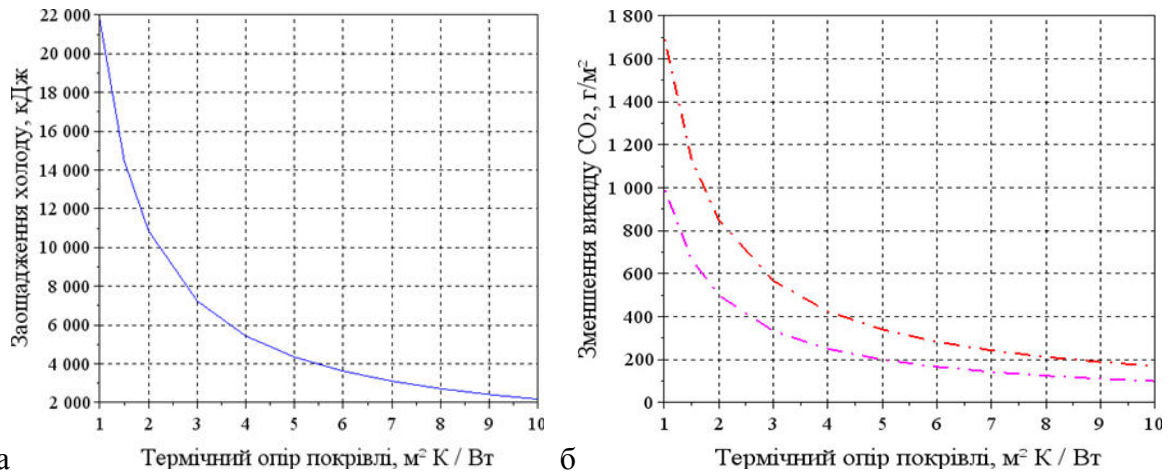 22 000
20 000
18 000
16 000
14 000
12 000
10 000
8 000
6 000
4 000
2 000
Заощадження холоду, кДж
1 2 3 4 5 6 7 8 9 10
Термічний опір покрівлі, м² К / Вт
а
1 800
1 600
1 400
1 200
1 000
800
600
400
200
0
Зменшення викиду CO₂, г/м²
1 2 3 4 5 6 7 8 9 10
Термічний опір покрівлі, м² К / Вт
б